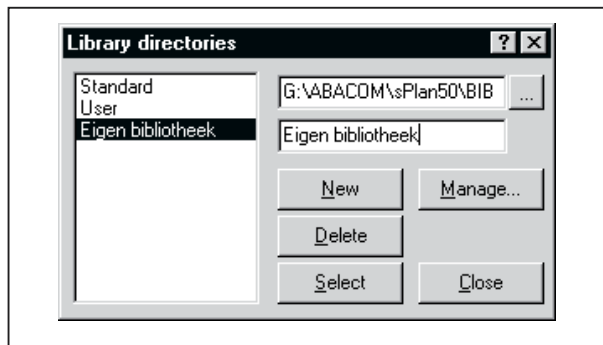 Library directories
Standard
User
Eigen bibliotheek
G:\ABACOM\sPlan50\BIB
...
Eigen bibliotheek
New
Manage...
Delete
Select
Close